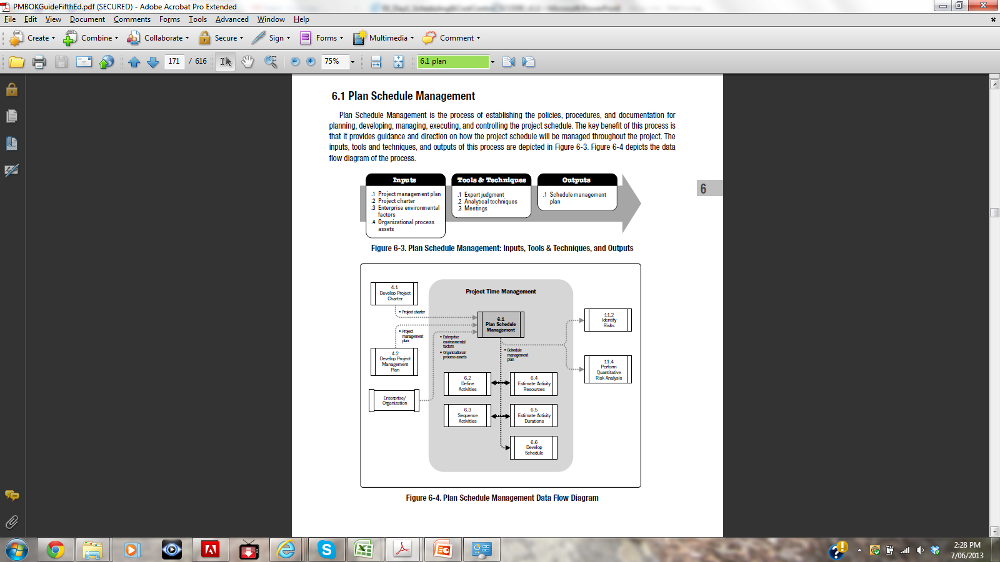 PMBOKGuideFifthEd.pdf (SECURED) - Adobe Acrobat Pro Extended
File Edit View Document Comments Forms Tools Advanced Window Help
Create Combine Collaborate Secure Sign Forms Multimedia Comment
171 / 616 75% 6.1 plan
6.1 Plan Schedule Management
Plan Schedule Management is the process of establishing the policies, procedures, and documentation for
planning, developing, managing, executing, and controlling the project schedule. The key benefit of this process is
that it provides guidance and direction on how the project schedule will be managed throughout the project. The
inputs, tools and techniques, and outputs of this process are depicted in Figure 6-3. Figure 6-4 depicts the data
flow diagram of the process.
6
Inputs
.1 Project management plan
.2 Project charter
.3 Enterprise environmental
factors
.4 Organizational process
assets
Tools & Techniques
.1 Expert judgment
.2 Analytical techniques
.3 Meetings
Outputs
.1 Schedule management
plan
Figure 6-3. Plan Schedule Management: Inputs, Tools & Techniques, and Outputs
Project Time Management
4.1
Develop Project
Charter
• Project charter
• Project
management
plan
4.2
Develop Project
Management
Plan
Enterprise/
Organization
6.1
Plan Schedule
Management
• Enterprise
environmental
factors
• Organizational
process assets
• Schedule
management
plan
6.2
Define
Activities
6.4
Estimate Activity
Resources
6.3
Sequence
Activities
6.5
Estimate Activity
Durations
6.6
Develop
Schedule
11.2
Identify
Risks
11.4
Perform
Quantitative
Risk Analysis
Figure 6-4. Plan Schedule Management Data Flow Diagram
2:28 PM
7/06/2013